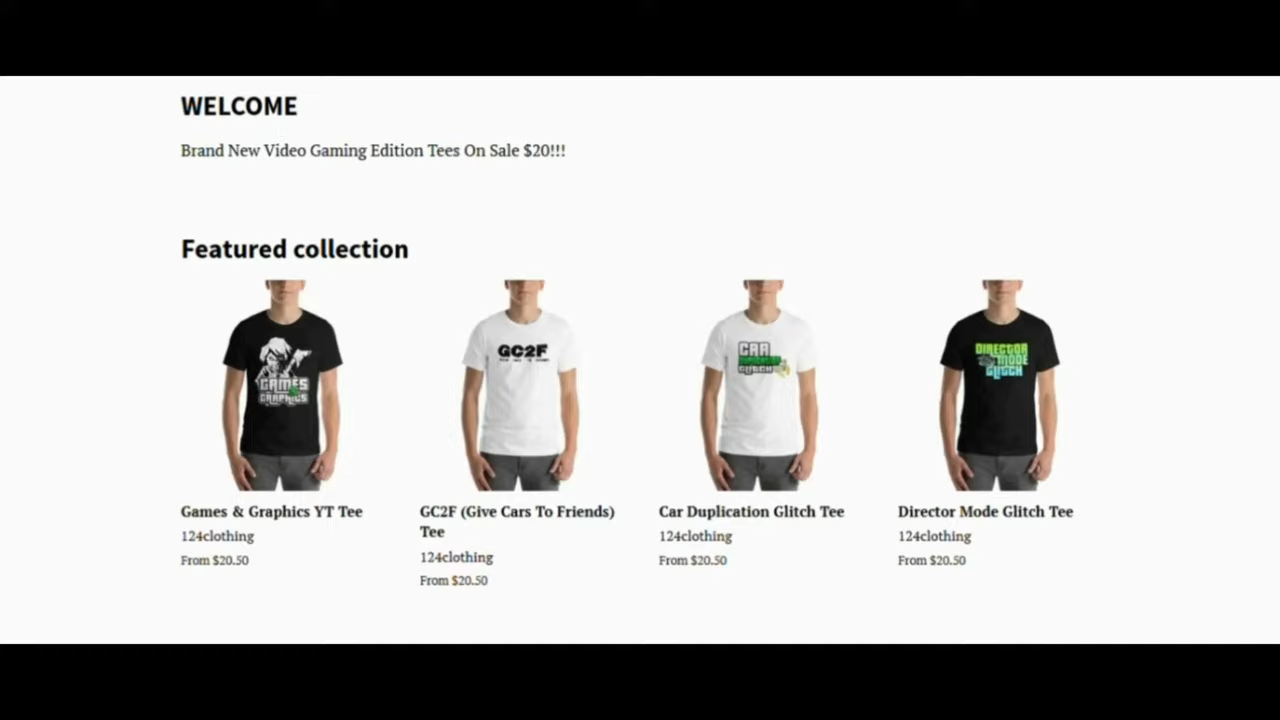 WELCOME
Brand New Video Gaming Edition Tees On Sale $20!!!
Featured collection
GAMES
GRAPHICS
GC2F
CAR
DUPLICATION
GLITCH
DIRECTOR
MODE
GLITCH
Games & Graphics YT Tee
124clothing
From $20.50
GC2F (Give Cars To Friends)
Tee
124clothing
From $20.50
Car Duplication Glitch Tee
124clothing
From $20.50
Director Mode Glitch Tee
124clothing
From $20.50